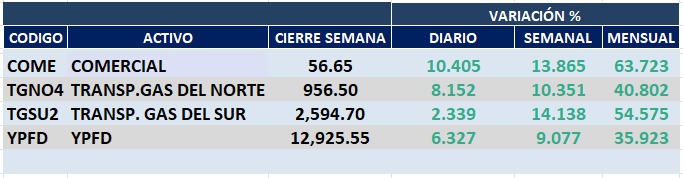 VARIACIÓN %
CODIGO ACTIVO CIERRE SEMANA DIARIO SEMANAL MENSUAL
COME COMERCIAL 56.65 10.405 13.865 63.723
TGNO4 TRANSP.GAS DEL NORTE 956.50 8.152 10.351 40.802
TGSU2 TRANSP. GAS DEL SUR 2,594.70 2.339 14.138 54.575
YPFD YPFD 12,925.55 6.327 9.077 35.923